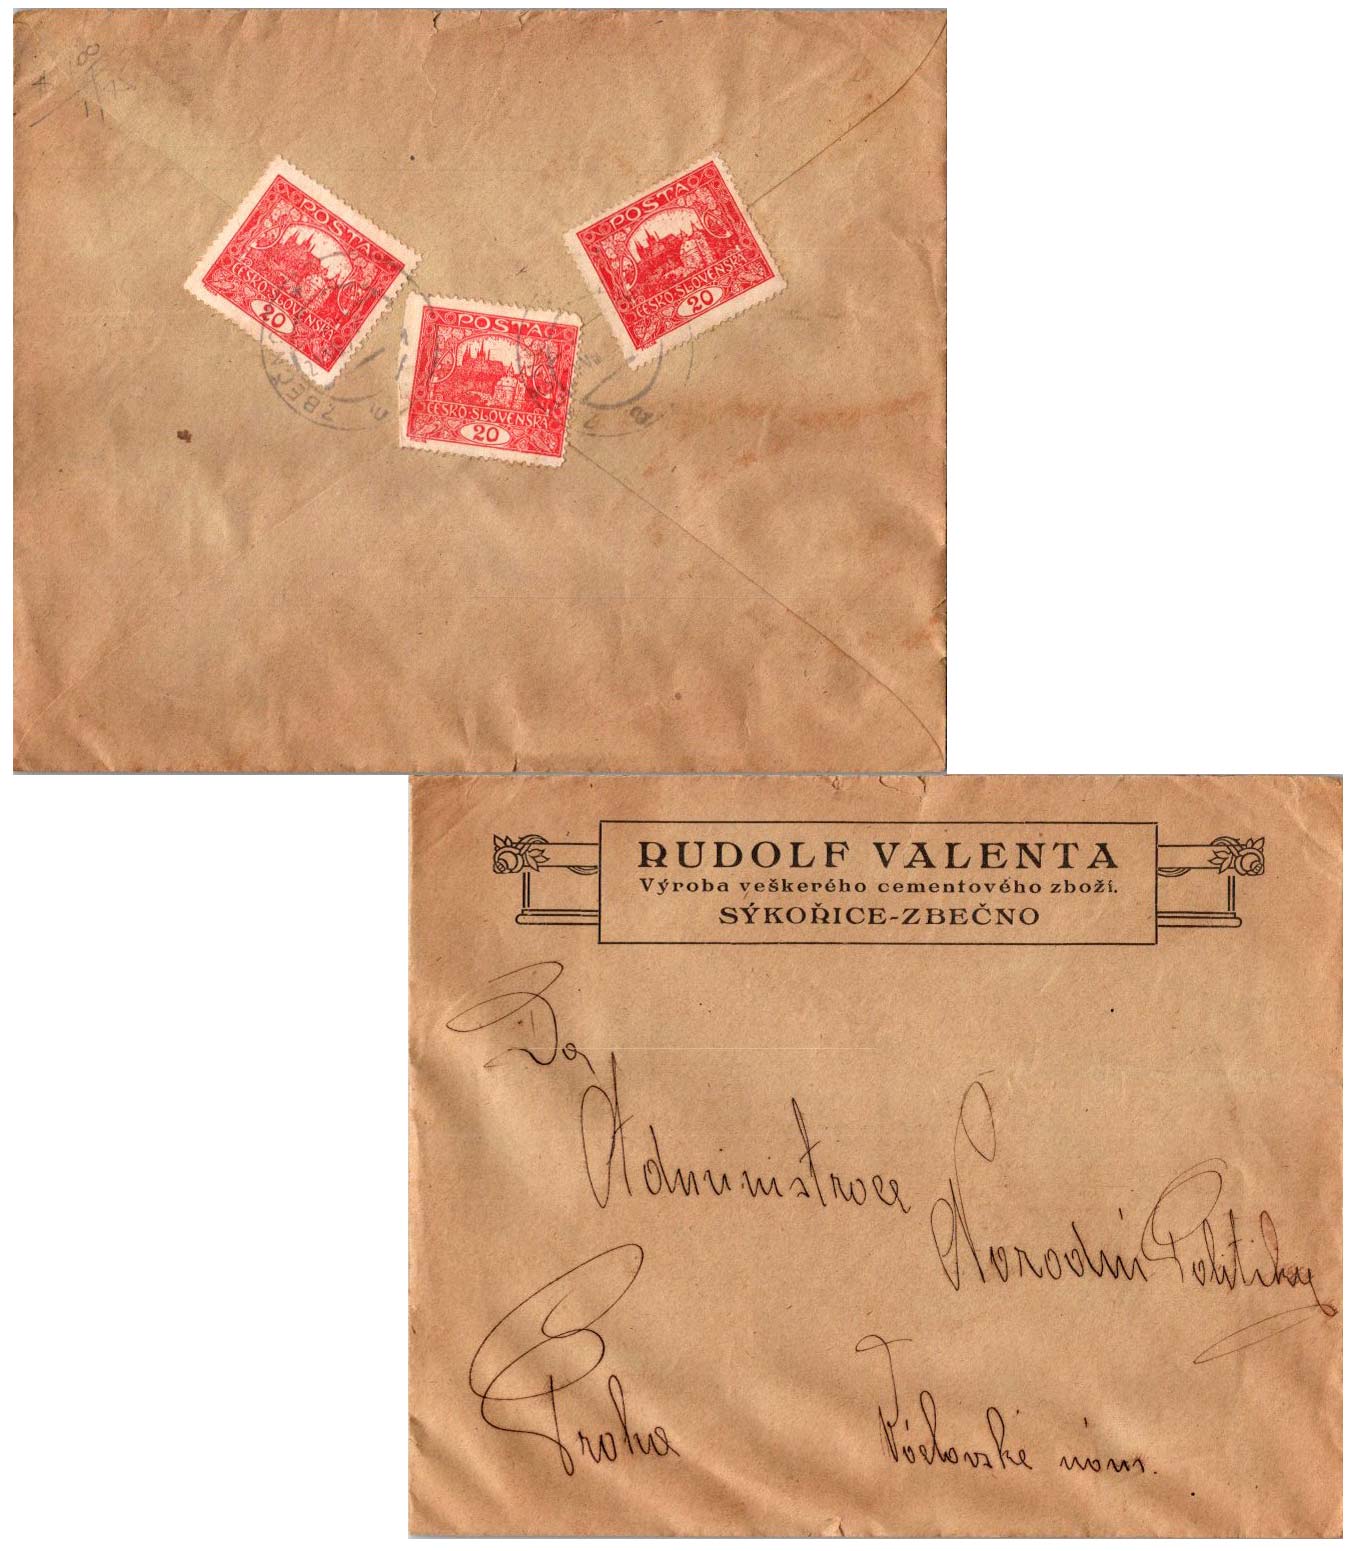 POSTA
ČESKO-SLOVENSKÁ
20
POSTA
ČESKO-SLOVENSKÁ
20
POSTA
ČESKO-SLOVENSKÁ
20
RUDOLF VALENTA
Výroba veškerého cementového zboží.
SÝKOŘICE-ZBEČNO
Administrace
Národní Politiky
Praha
Václavské nám.